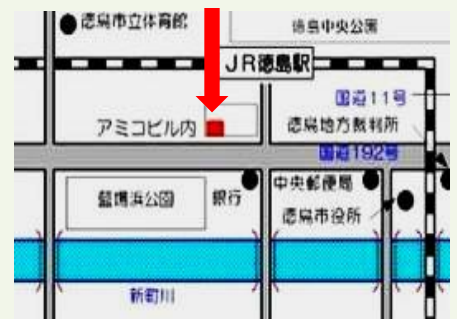 徳島市立体育館
徳島中央公園
JR徳島駅
国道11号
アミコビル内
徳島地方裁判所
国道192号
藍場浜公園
銀行
中央郵便局
徳島市役所
新町川